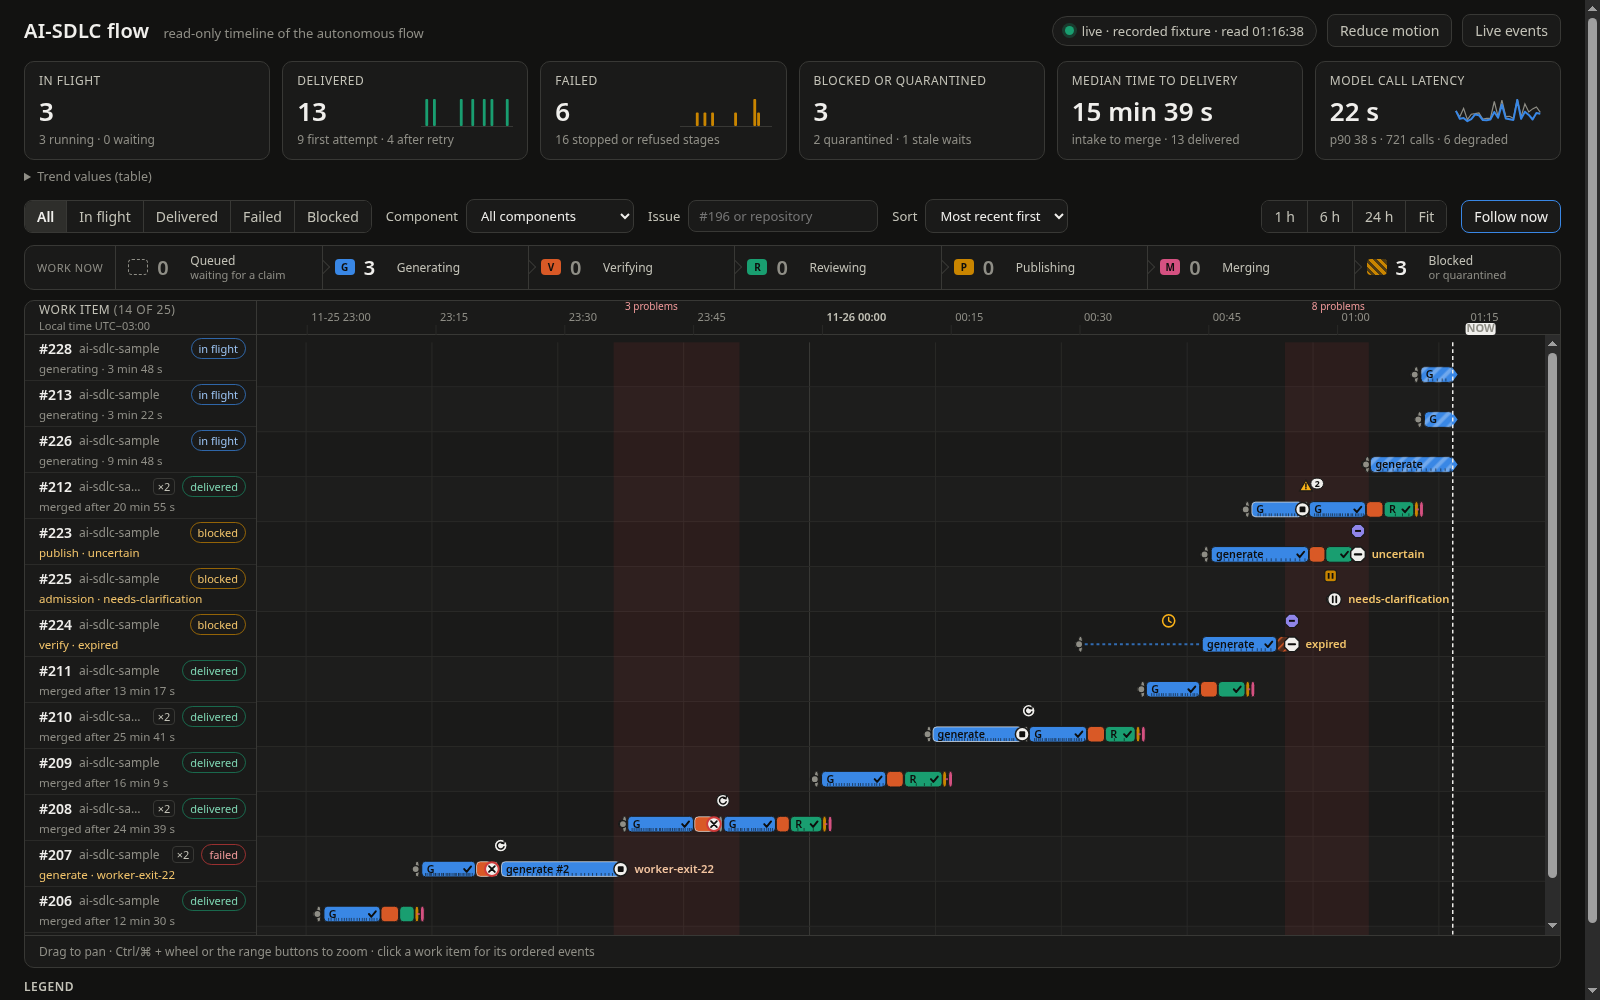 AI-SDLC flow read-only timeline of the autonomous flow
live · recorded fixture · read 01:16:38
Reduce motion
Live events
IN FLIGHT
3
3 running · 0 waiting
DELIVERED
13
9 first attempt · 4 after retry
FAILED
6
16 stopped or refused stages
BLOCKED OR QUARANTINED
3
2 quarantined · 1 stale waits
MEDIAN TIME TO DELIVERY
15 min 39 s
intake to merge · 13 delivered
MODEL CALL LATENCY
22 s
p90 38 s · 721 calls · 6 degraded
Trend values (table)
All In flight Delivered Failed Blocked
Component All components
Issue #196 or repository
Sort Most recent first
1 h 6 h 24 h Fit
Follow now
WORK NOW
0 Queued
waiting for a claim
G 3 Generating
V 0 Verifying
R 0 Reviewing
P 0 Publishing
M 0 Merging
3 Blocked
or quarantined
WORK ITEM (14 OF 25)
Local time UTC−03:00
3 problems
8 problems
11-25 23:00 23:15 23:30 23:45 11-26 00:00 00:15 00:30 00:45 01:00 01:15
NOW
#228 ai-sdlc-sample in flight
generating · 3 min 48 s
G
#213 ai-sdlc-sample in flight
generating · 3 min 22 s
G
#226 ai-sdlc-sample in flight
generating · 9 min 48 s
generate
#212 ai-sdlc-sa... ×2 delivered
merged after 20 min 55 s
2
G G R
#223 ai-sdlc-sample blocked
publish · uncertain
generate uncertain
#225 ai-sdlc-sample blocked
admission · needs-clarification
needs-clarification
#224 ai-sdlc-sample blocked
verify · expired
generate expired
#211 ai-sdlc-sample delivered
merged after 13 min 17 s
G
#210 ai-sdlc-sa... ×2 delivered
merged after 25 min 41 s
generate G R
#209 ai-sdlc-sample delivered
merged after 16 min 9 s
G R
#208 ai-sdlc-sa... ×2 delivered
merged after 24 min 39 s
G G R
#207 ai-sdlc-sample ×2 failed
generate · worker-exit-22
G generate #2 worker-exit-22
#206 ai-sdlc-sample delivered
merged after 12 min 30 s
G
Drag to pan · Ctrl/⌘ + wheel or the range buttons to zoom · click a work item for its ordered events
LEGEND